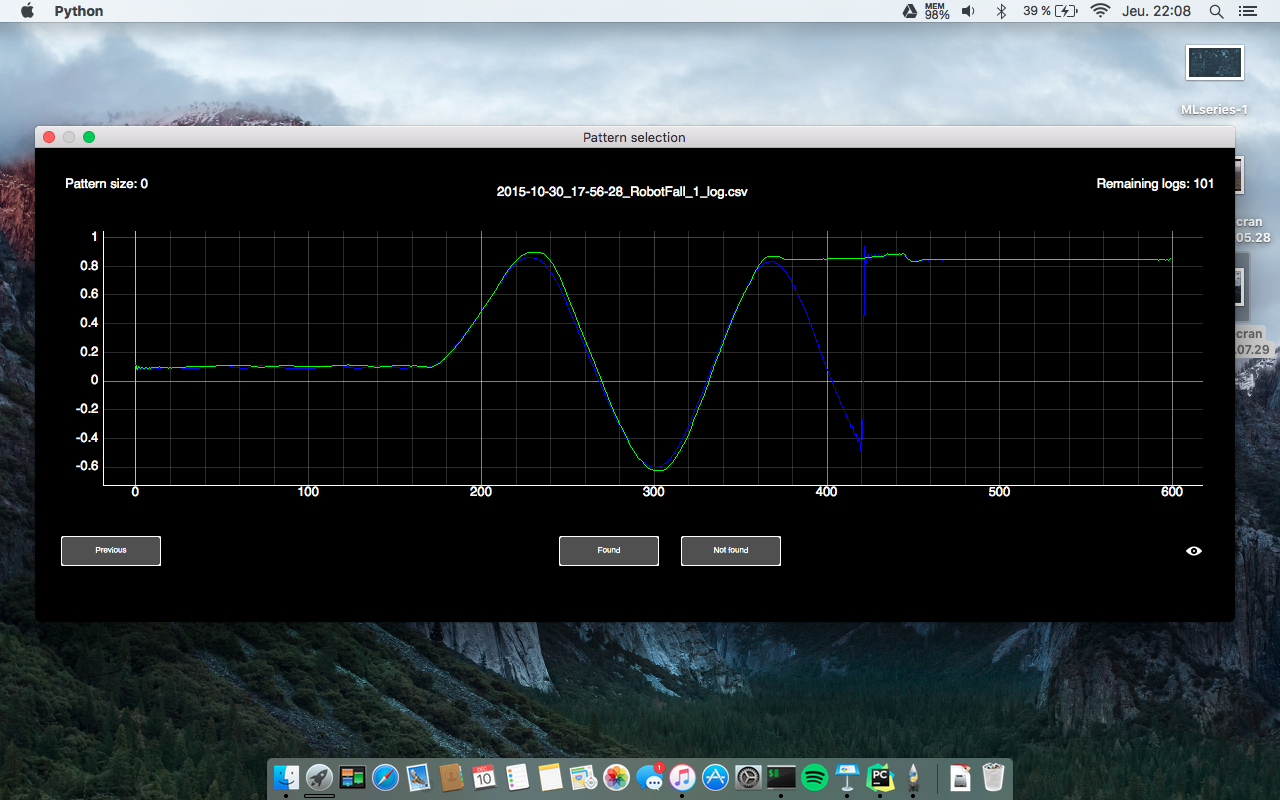 Python
MEM
98%
39 %
Jeu. 22:08
MLseries-1
Pattern selection
Pattern size: 0
2015-10-30_17-56-28_RobotFall_1_log.csv
Remaining logs: 101
cran
.05.28
1
0.8
0.6
0.4
0.2
0
-0.2
-0.4
-0.6
cran
.07.29
0
100
200
300
400
500
600
Previous
Found
Not found
DEC
10
1
PC